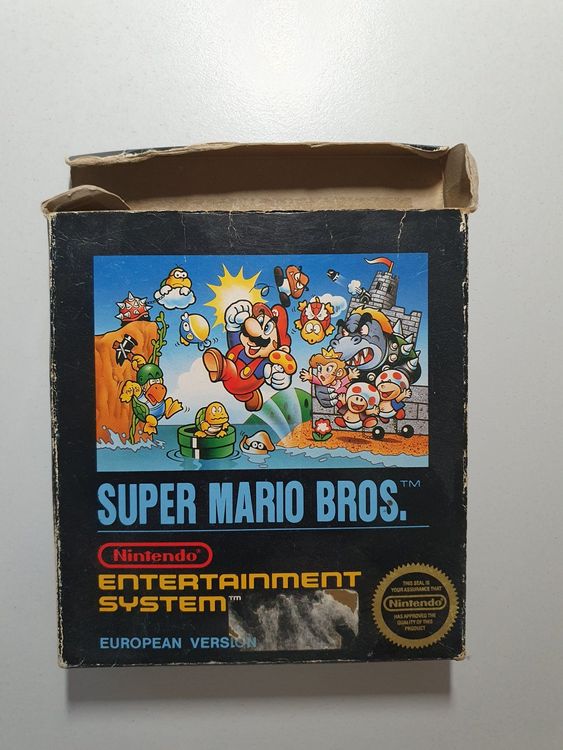 SUPER MARIO BROS.™
Nintendo®
ENTERTAINMENT
SYSTEM™
EUROPEAN VERSION
THIS SEAL IS
YOUR ASSURANCE THAT
Nintendo
HAS APPROVED THE
QUALITY OF THIS
PRODUCT